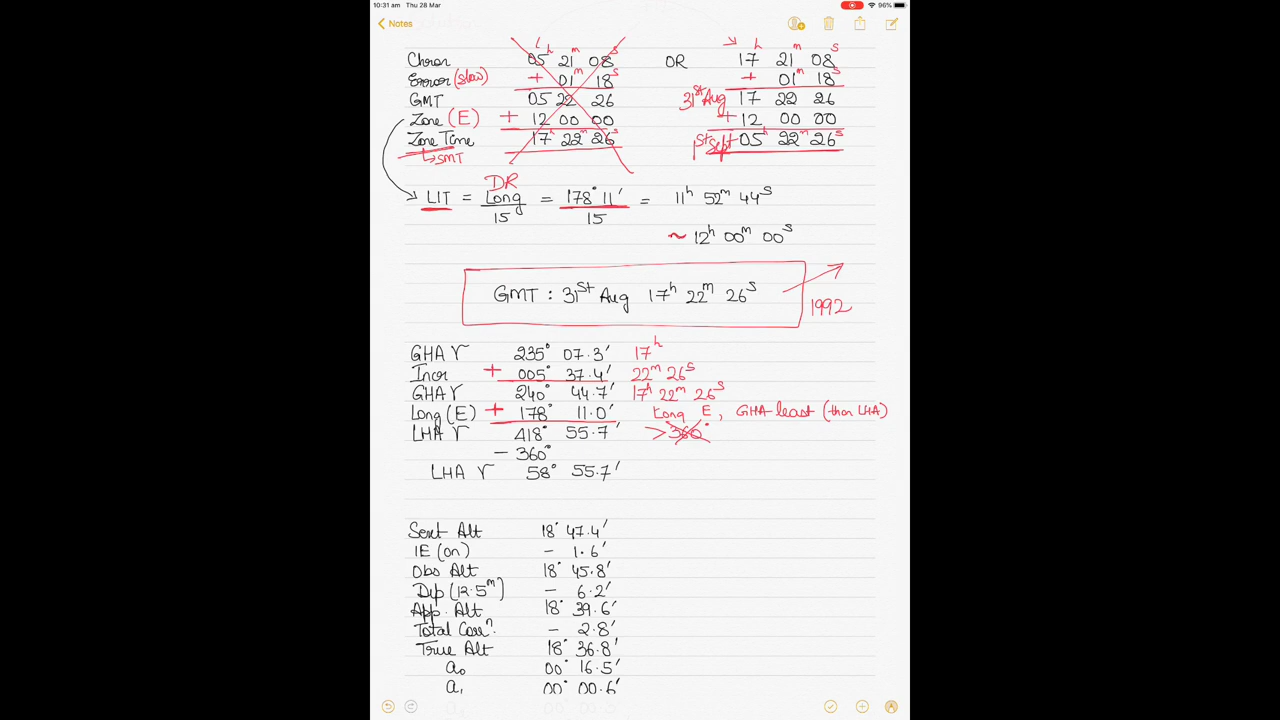 10:31 am Thu 28 Mar
96%
Notes
Chron 05h 21m 08s OR 17h 21m 08s
Error (slow) + 01m 18s + 01m 18s
GMT 05 22 26 31st Aug 17 22 26
Zone (E) + 12 00 00 + 12 00 00
Zone Time 17h 22m 26s 1st Sept 05h 22m 26s
↳ SMT
DR
→ LIT = Long/15 = 178° 11'/15 = 11h 52m 44s
~ 12h 00m 00s
GMT : 31st Aug 17h 22m 26s
1992
GHA ϒ 235° 07.3' 17h
Incr + 005° 37.4' 22m 26s
GHA ϒ 240° 44.7' 17h 22m 26s
Long (E) + 178° 11.0' Long E, GHA least (than LHA)
LHA ϒ 418° 55.7' > 360°
- 360°
LHA ϒ 58° 55.7'
Sext Alt 18° 47.4'
IE (on) - 1.6'
Obs Alt 18° 45.8'
Dip (12.5m) - 6.2'
App. Alt 18° 39.6'
Total Corrn. - 2.8'
True Alt 18° 36.8'
a₀ 00° 16.5'
a₁ 00° 00.6'